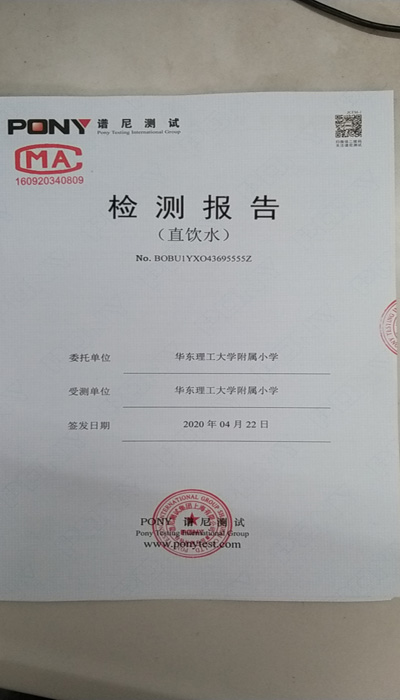 PONY 谱尼测试
Pony Testing International Group
MA
160920340809
检测报告
(直饮水)
No. BOBU1YXO43695555Z
委托单位 华东理工大学附属小学
受测单位 华东理工大学附属小学
签发日期 2020 年 04 月 22 日
PONY 谱尼测试
Pony Testing International Group
www.ponytest.com